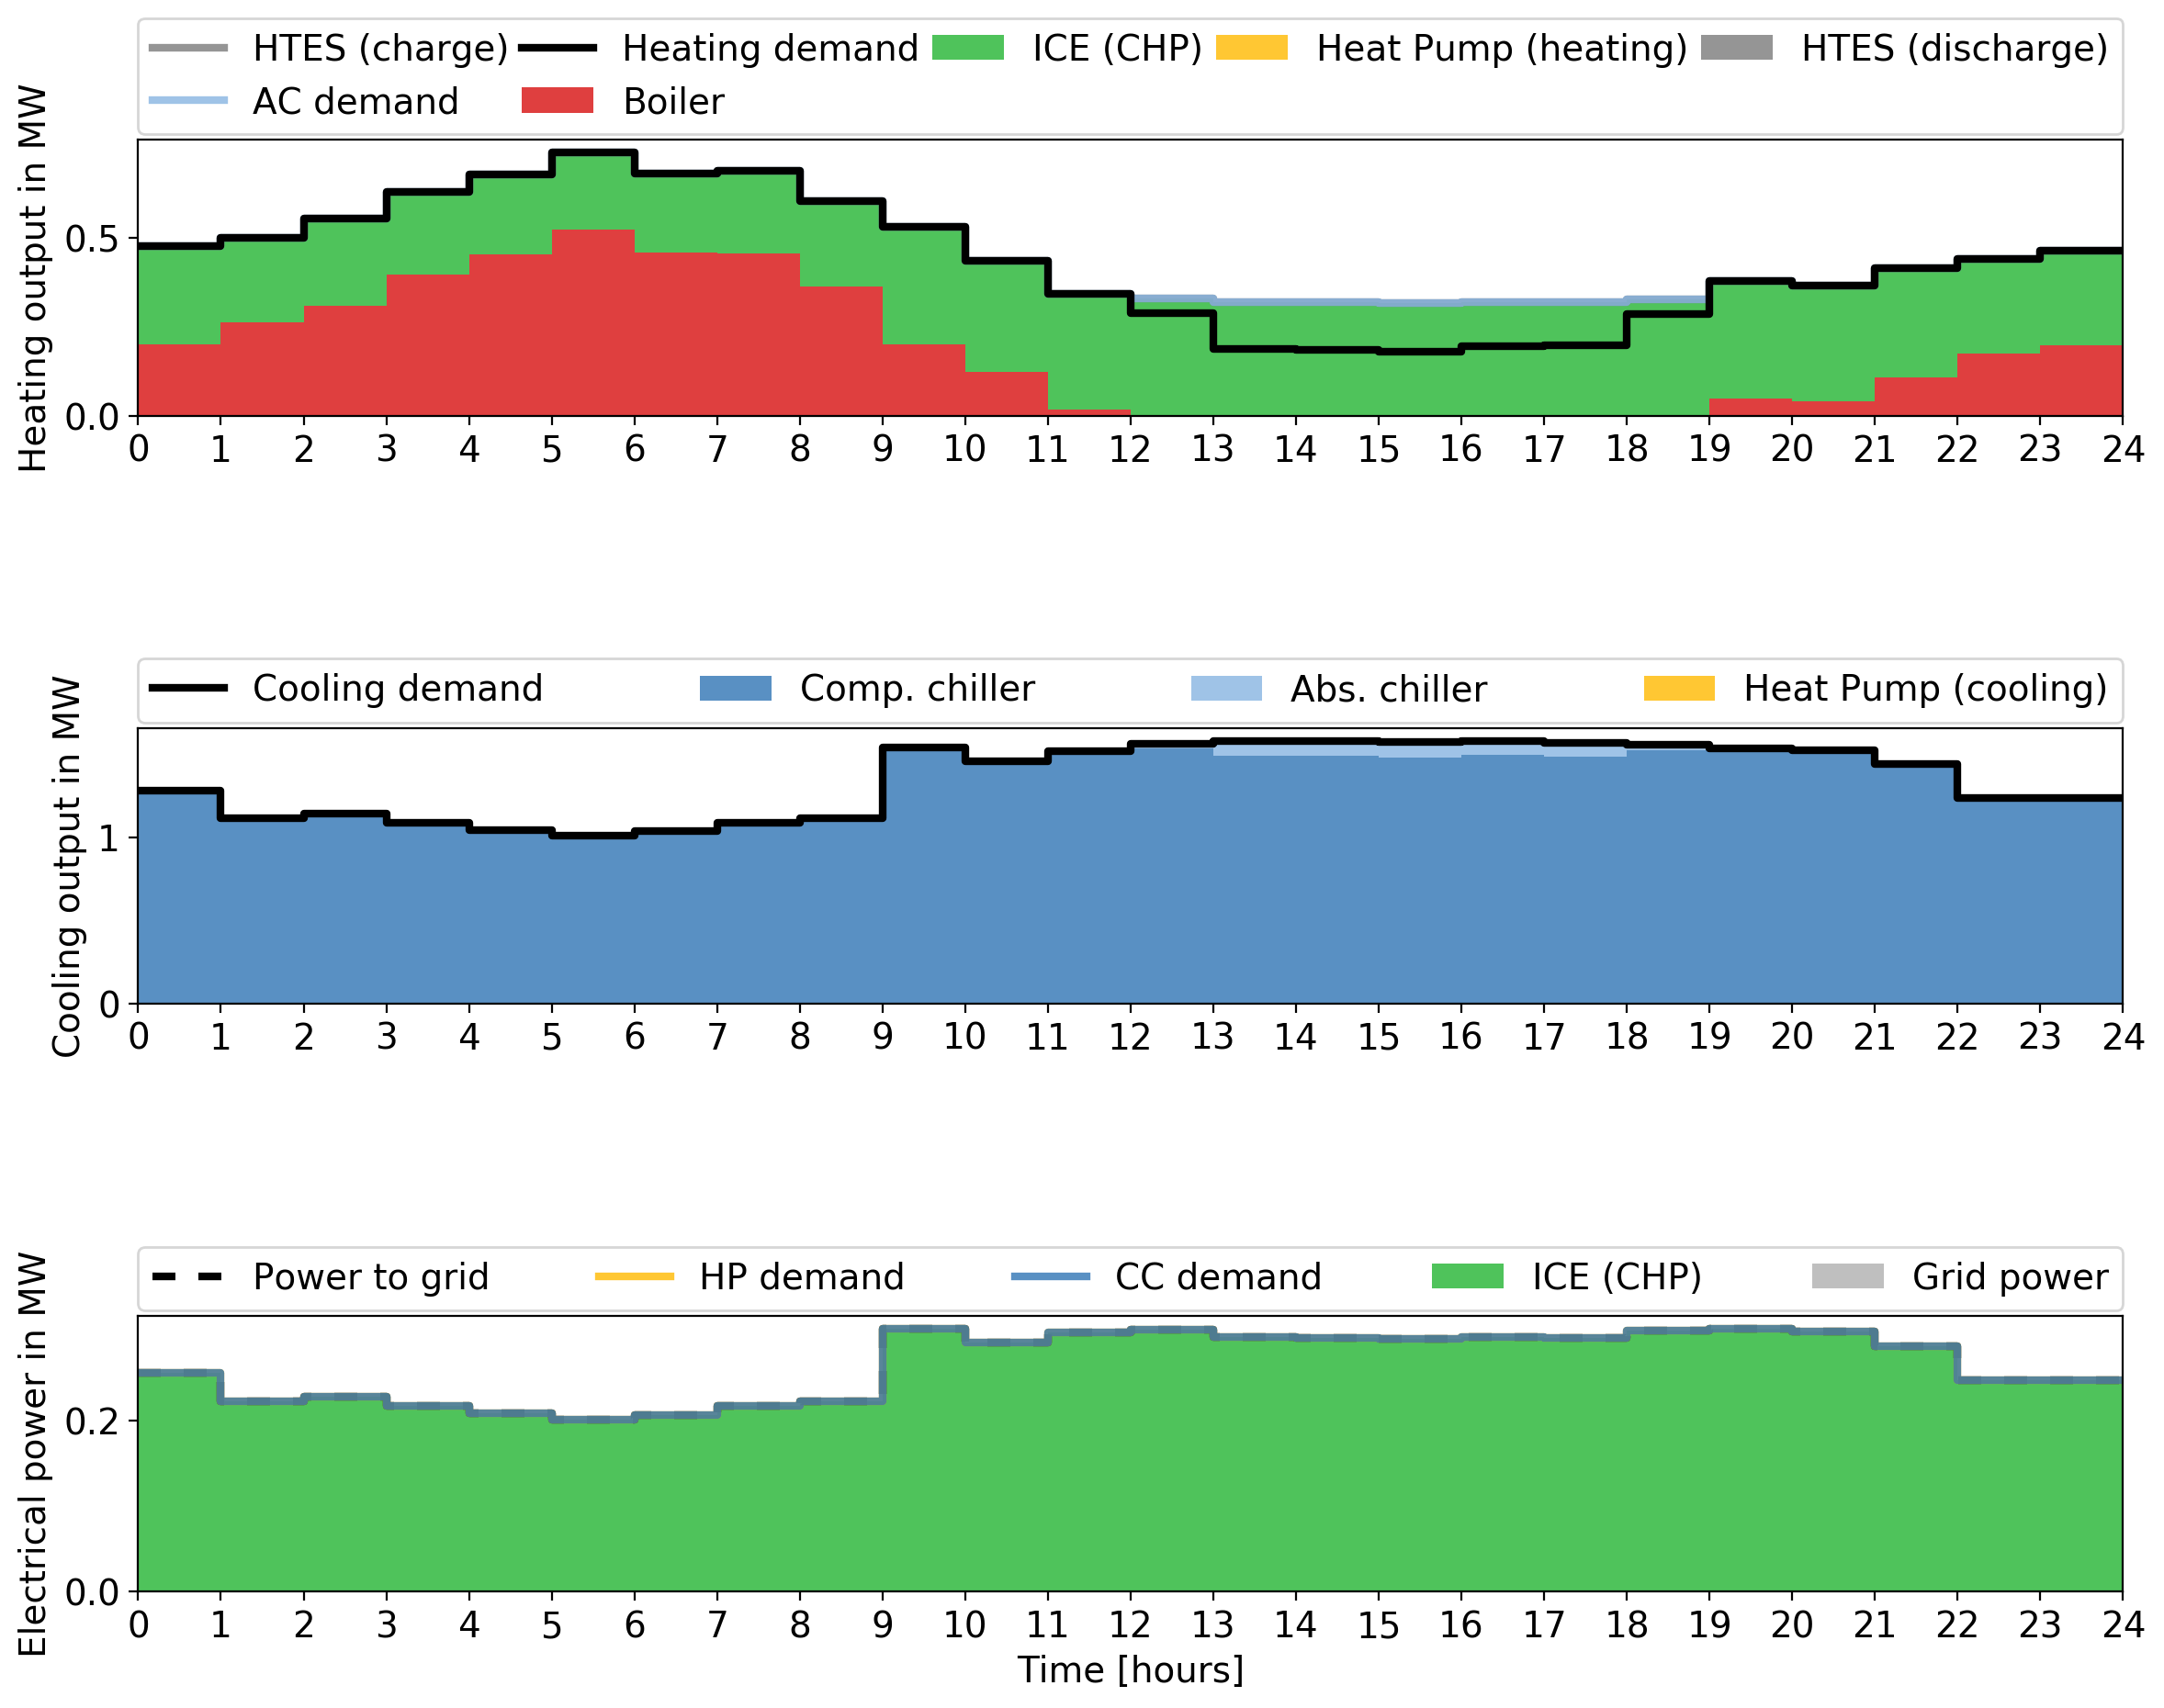 HTES (charge) Heating demand ICE (CHP) Heat Pump (heating) HTES (discharge)
AC demand Boiler
Heating output in MW
0.5
0.0
0 1 2 3 4 5 6 7 8 9 10 11 12 13 14 15 16 17 18 19 20 21 22 23 24
Cooling demand Comp. chiller Abs. chiller Heat Pump (cooling)
Cooling output in MW
1
0
0 1 2 3 4 5 6 7 8 9 10 11 12 13 14 15 16 17 18 19 20 21 22 23 24
Power to grid HP demand CC demand ICE (CHP) Grid power
Electrical power in MW
0.2
0.0
0 1 2 3 4 5 6 7 8 9 10 11 12 13 14 15 16 17 18 19 20 21 22 23 24
Time [hours]